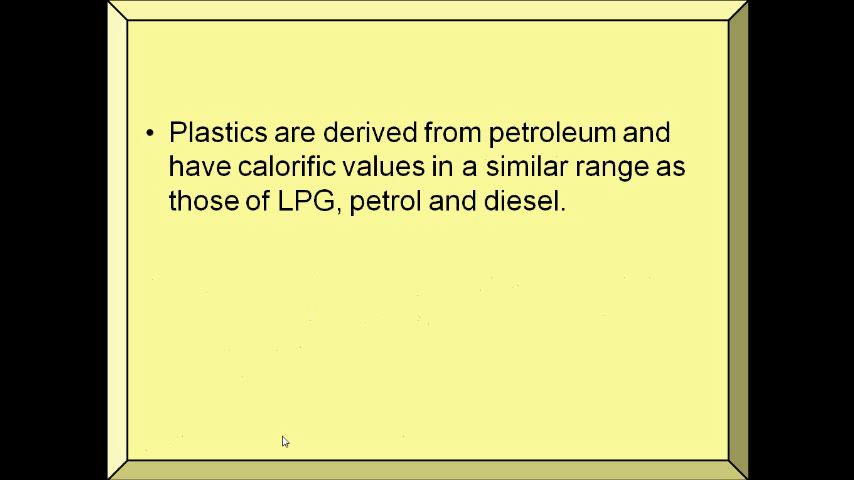 • Plastics are derived from petroleum and
have calorific values in a similar range as
those of LPG, petrol and diesel.